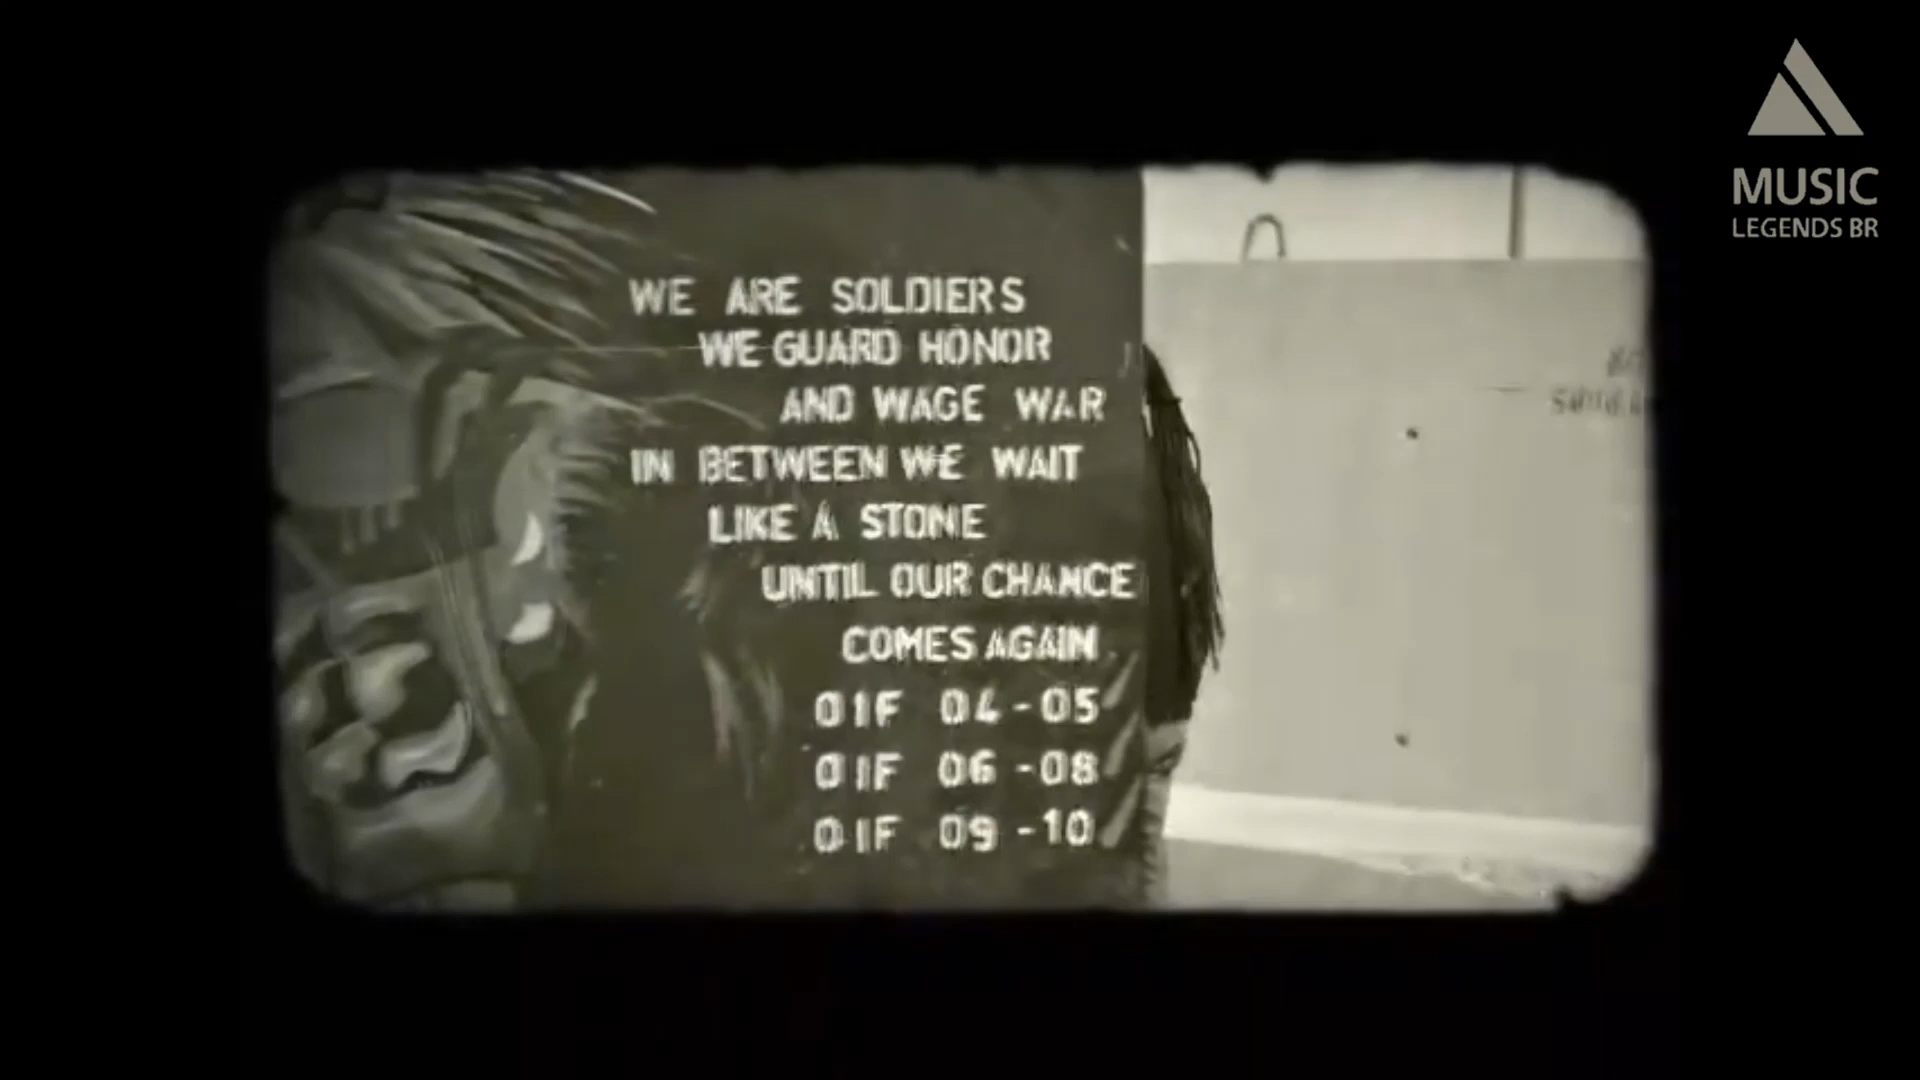 MUSIC
LEGENDS BR
WE ARE SOLDIERS
WE GUARD HONOR
AND WAGE WAR
IN BETWEEN WE WAIT
LIKE A STONE
UNTIL OUR CHANCE
COMES AGAIN
OIF 04-05
OIF 06-08
OIF 09-10